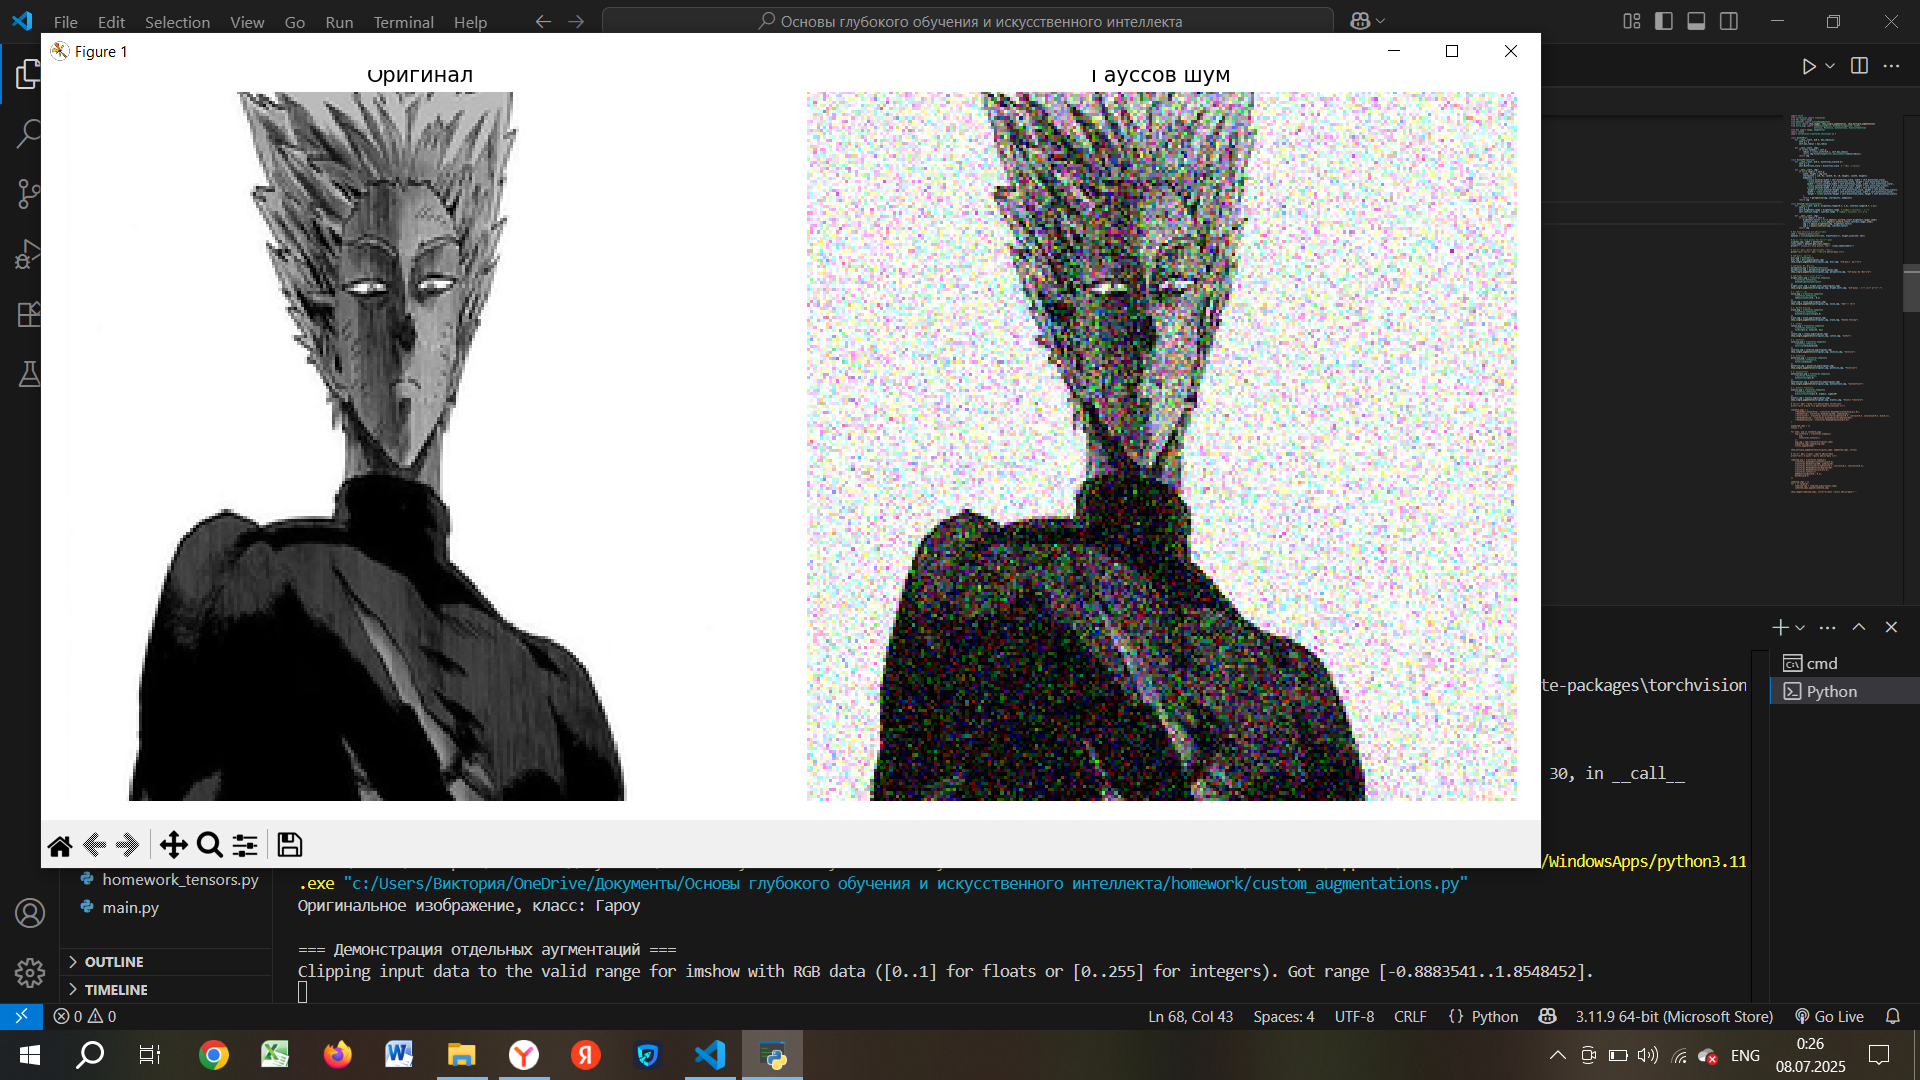 File Edit Selection View Go Run Terminal Help
Основы глубокого обучения и искусственного интеллекта
Figure 1
Оригинал
Гауссов шум
te-packages\torchvision
30, in __call__
cmd
Python
/WindowsApps/python3.11
.exe "c:/Users/Виктория/OneDrive/Документы/Основы глубокого обучения и искусственного интеллекта/homework/custom_augmentations.py"
Оригинальное изображение, класс: Гароу
=== Демонстрация отдельных аугментаций ===
Clipping input data to the valid range for imshow with RGB data ([0..1] for floats or [0..255] for integers). Got range [-0.8883541..1.8548452].
homework_tensors.py
main.py
OUTLINE
TIMELINE
0 0
Ln 68, Col 43 Spaces: 4 UTF-8 CRLF {} Python 3.11.9 64-bit (Microsoft Store) Go Live
ENG
0:26
08.07.2025